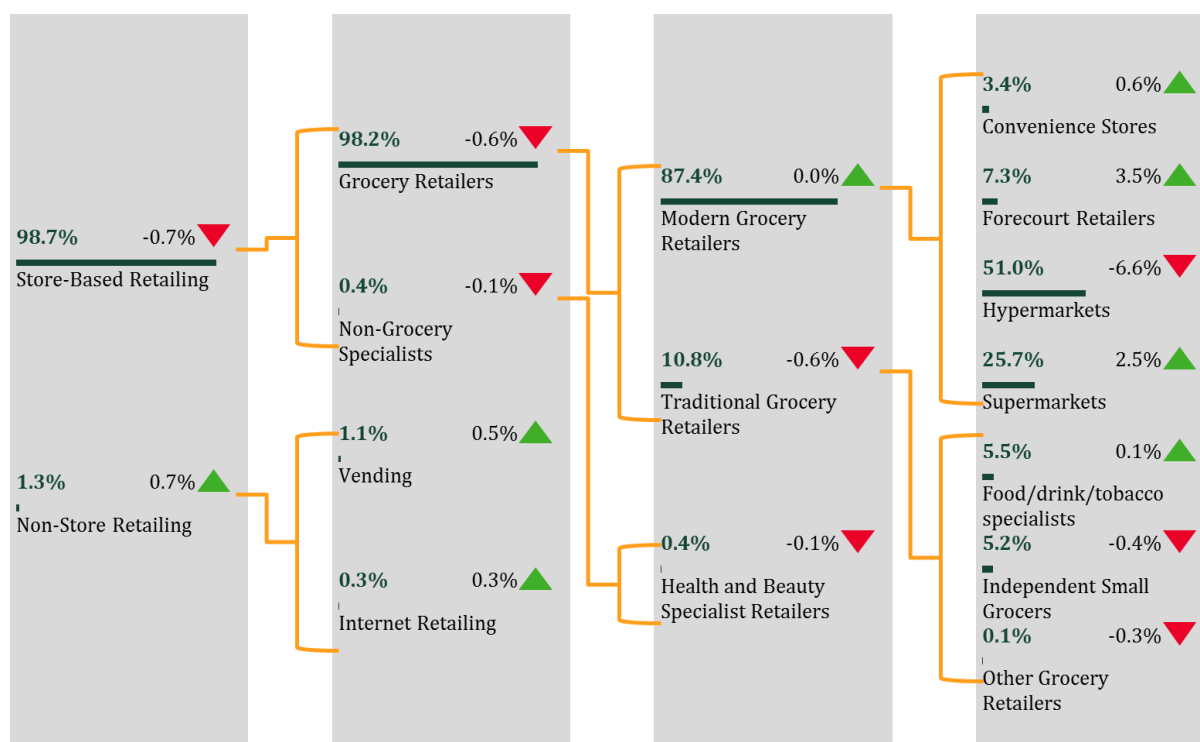 98.7% -0.7%
Store-Based Retailing
1.3% 0.7%
Non-Store Retailing
98.2% -0.6%
Grocery Retailers
0.4% -0.1%
Non-Grocery
Specialists
1.1% 0.5%
Vending
0.3% 0.3%
Internet Retailing
87.4% 0.0%
Modern Grocery
Retailers
10.8% -0.6%
Traditional Grocery
Retailers
0.4% -0.1%
Health and Beauty
Specialist Retailers
3.4% 0.6%
Convenience Stores
7.3% 3.5%
Forecourt Retailers
51.0% -6.6%
Hypermarkets
25.7% 2.5%
Supermarkets
5.5% 0.1%
Food/drink/tobacco
specialists
5.2% -0.4%
Independent Small
Grocers
0.1% -0.3%
Other Grocery
Retailers